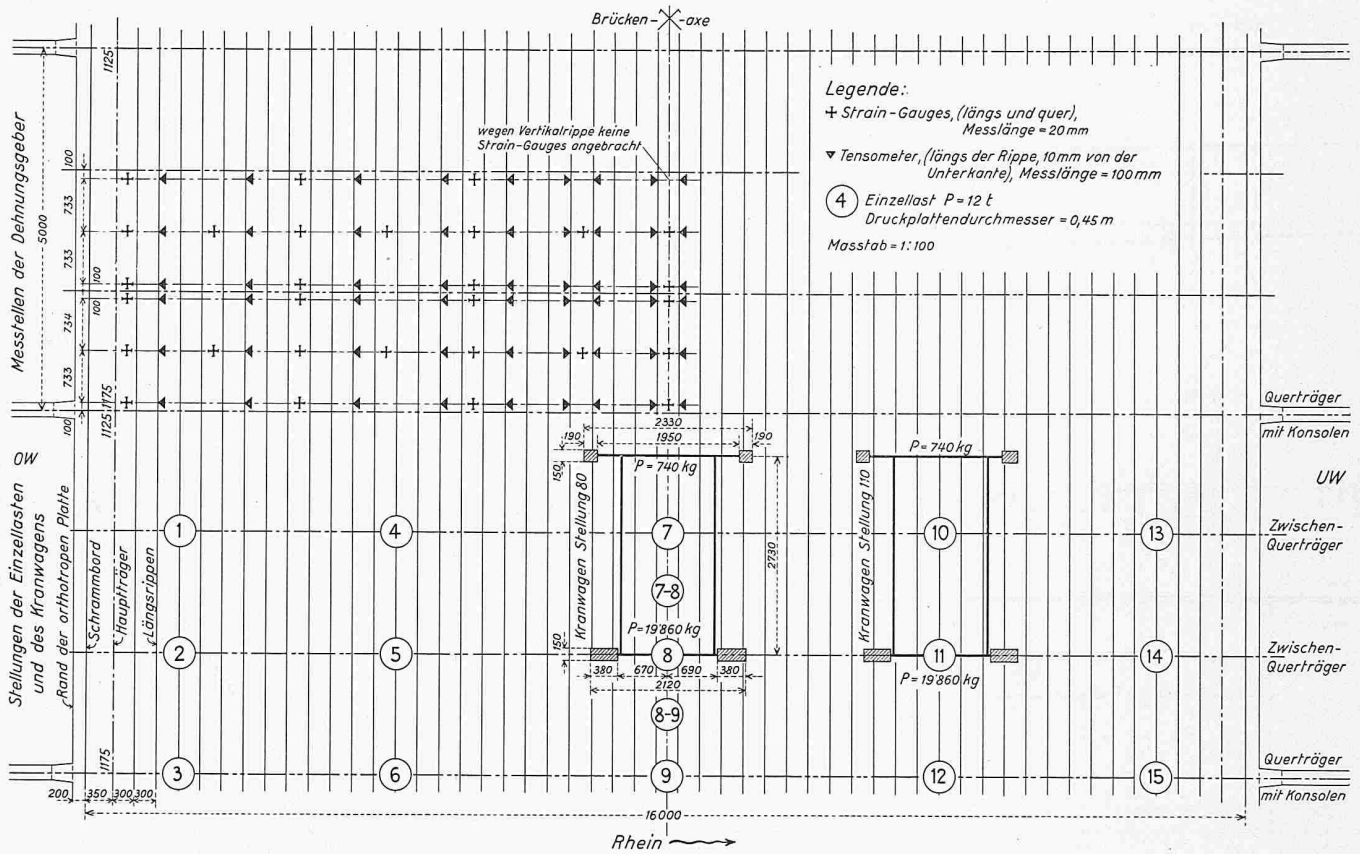 Brücken- -axe
1125
Messtellen der Dehnungsgeber
5000
100
733
733
100
100
734
733
1175
100
1125
wegen Vertikalrippe keine
Strain-Gauges angebracht
Legende:
Strain-Gauges, (längs und quer),
Messlänge = 20 mm
Tensometer, (längs der Rippe, 10 mm von der
Unterkante), Messlänge = 100 mm
4 Einzellast P = 12 t
Druckplattendurchmesser = 0,45 m
Masstab = 1:100
Querträger
mit Konsolen
OW
UW
Stellungen der Einzellasten
und des Kranwagens
Rand der orthotropen Platte
Schrammbord
Hauptträger
Längsrippen
2330
190 1950 190
150
P = 740 kg
Kranwagen Stellung 80
2730
P = 740 kg
Kranwagen Stellung 110
1 4 7 10 13
Zwischen-
Querträger
7-8
P = 19'860 kg
150
2 5 8 11 14
Zwischen-
Querträger
380 670 690 380
2120
P = 19'860 kg
8-9
1175
3 6 9 12 15
Querträger
mit Konsolen
200 350 300 300
16000
Rhein